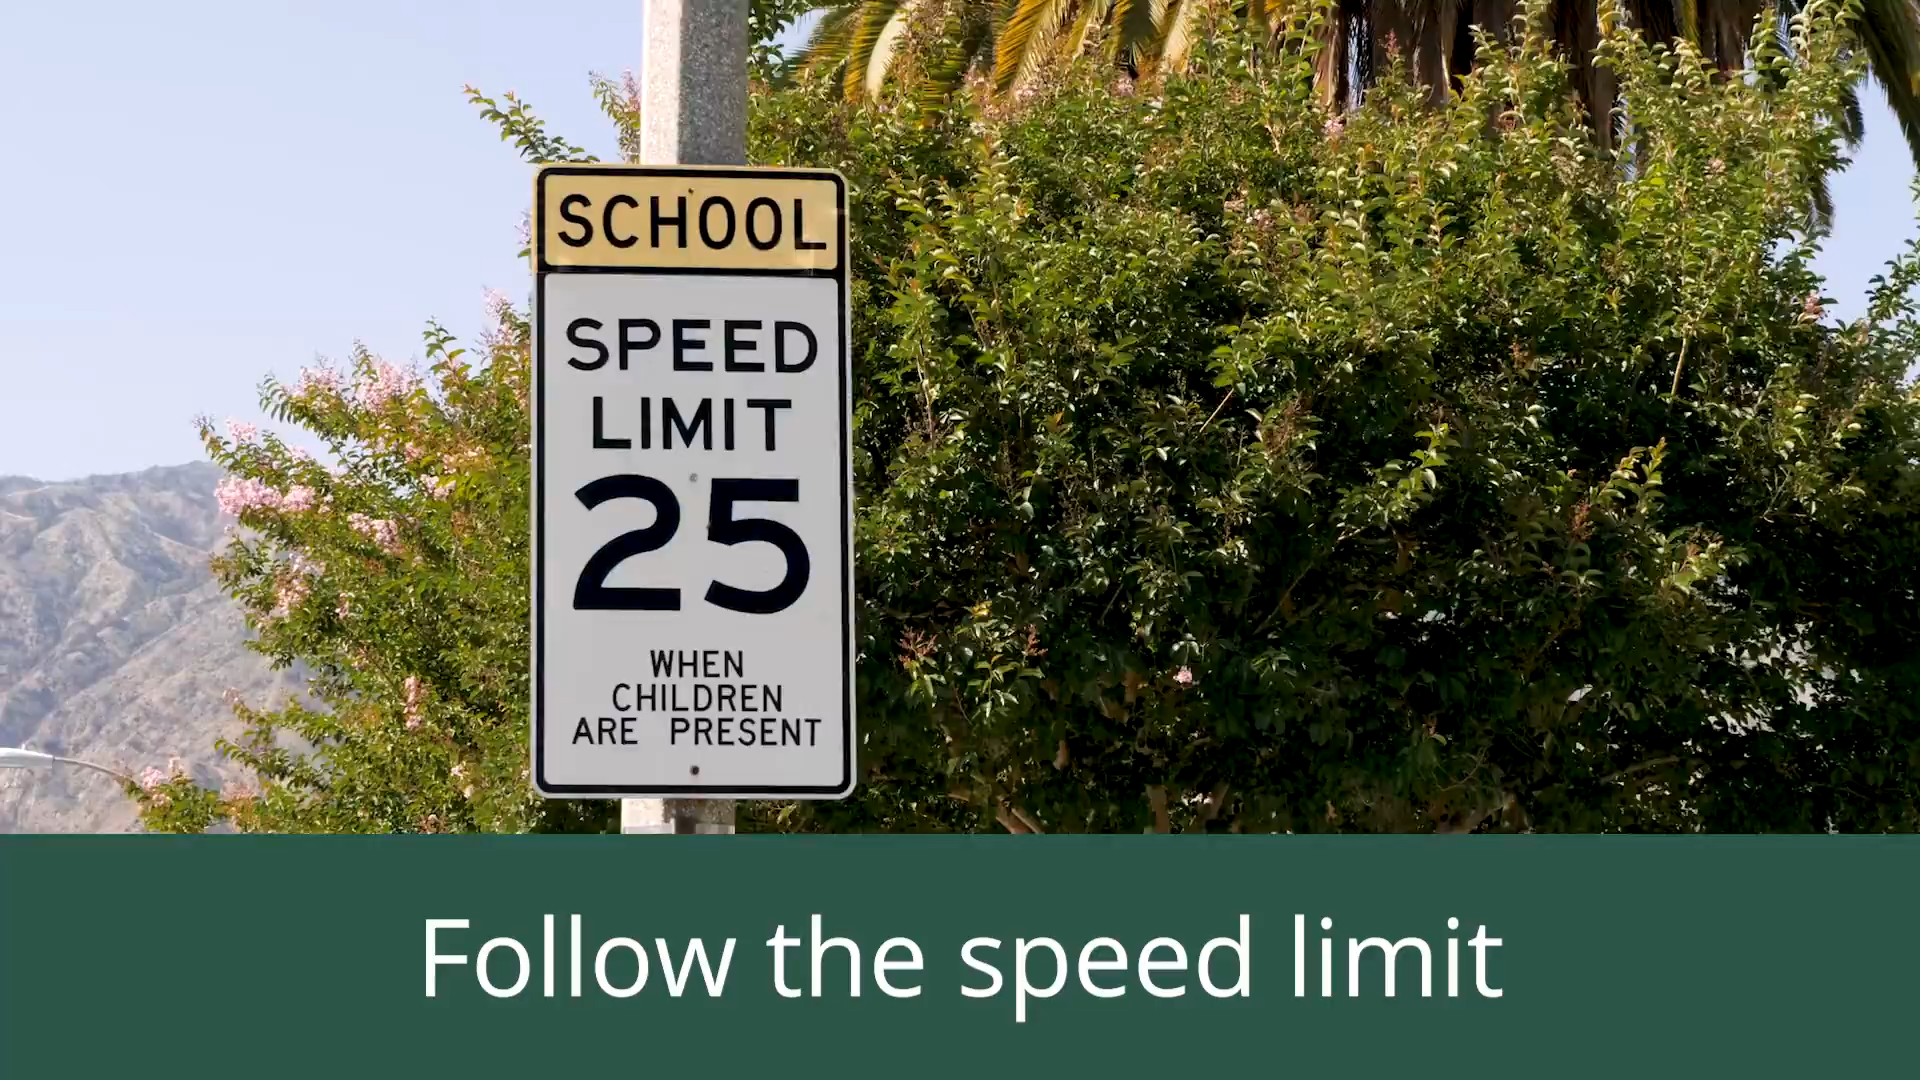 SCHOOL
SPEED
LIMIT
25
WHEN
CHILDREN
ARE PRESENT
Follow the speed limit